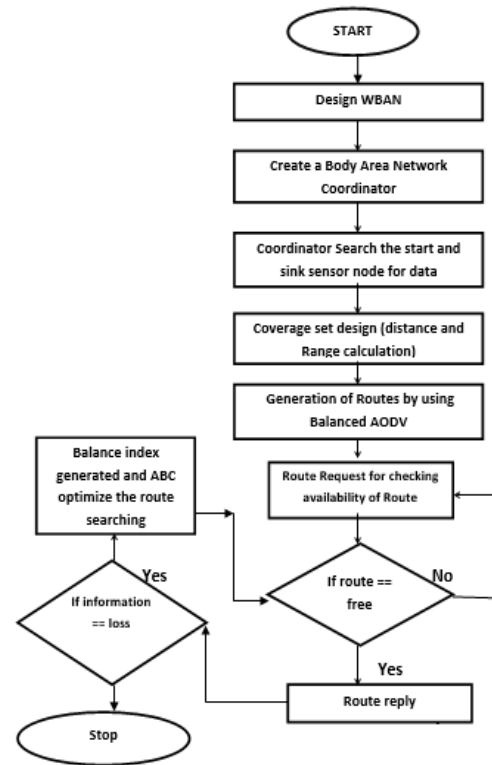 START
Design WBAN
Create a Body Area Network
Coordinator
Coordinator Search the start and
sink sensor node for data
Coverage set design (distance and
Range calculation)
Generation of Routes by using
Balanced AODV
Route Request for checking
availability of Route
Balance index
generated and ABC
optimize the route
searching
If route ==
free
No
Yes
Route reply
If information
== loss
Yes
Stop